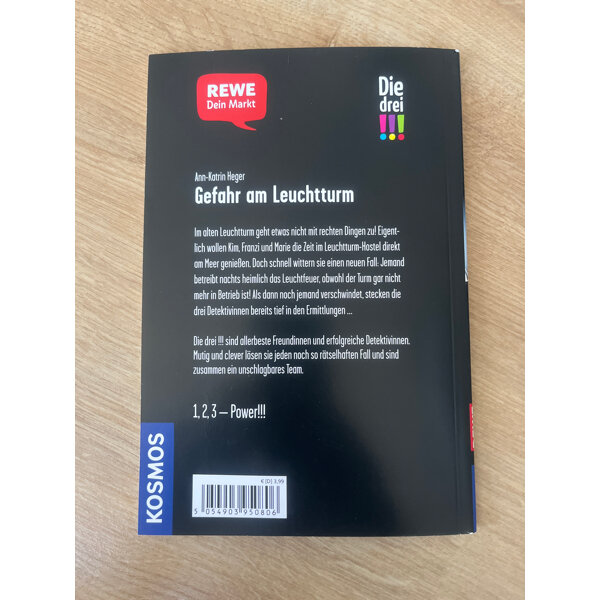 REWE
Dein Markt
Die
drei
!!!
Ann-Katrin Heger
Gefahr am Leuchtturm
Im alten Leuchtturm geht etwas nicht mit rechten Dingen zu! Eigent-
lich wollen Kim, Franzi und Marie die Zeit im Leuchtturm-Hostel direkt
am Meer genießen. Doch schnell wittern sie einen neuen Fall: Jemand
betreibt nachts heimlich das Leuchtfeuer, obwohl der Turm gar nicht
mehr in Betrieb ist! Als dann noch jemand verschwindet, stecken die
drei Detektivinnen bereits tief in den Ermittlungen ...
Die drei !!! sind allerbeste Freundinnen und erfolgreiche Detektivinnen.
Mutig und clever lösen sie jeden noch so rätselhaften Fall und sind
zusammen ein unschlagbares Team.
1, 2, 3 – Power!!!
KOSMOS
€ (D) 3,99
5 054903 950806
REWE